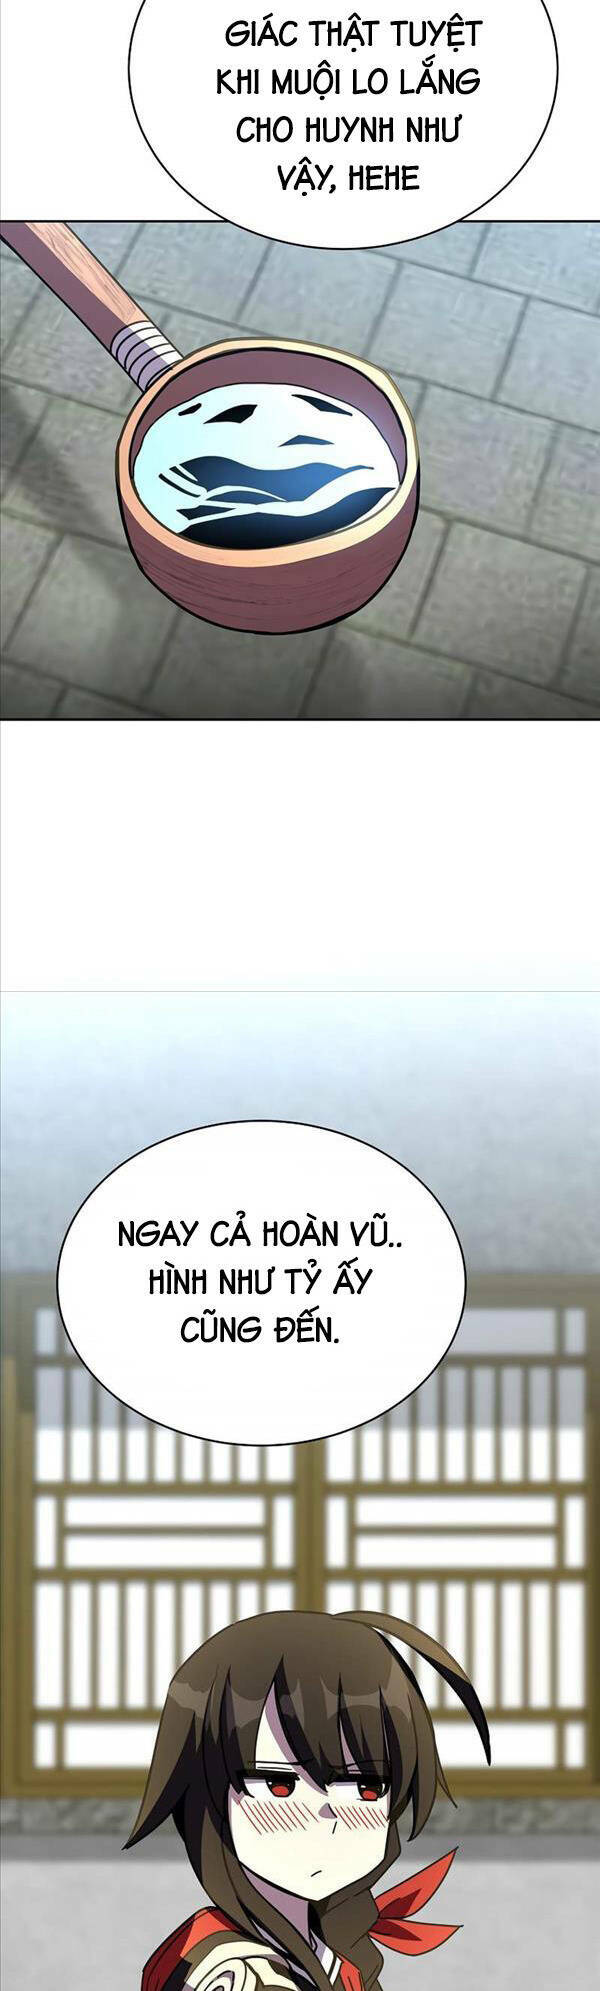 GIÁC THẬT TUYỆT
KHI MUỘI LO LẮNG
CHO HUYNH NHƯ
VẬY, HEHE
NGAY CẢ HOÀN VŨ..
HÌNH NHƯ TỶ ẤY
CŨNG ĐẾN.